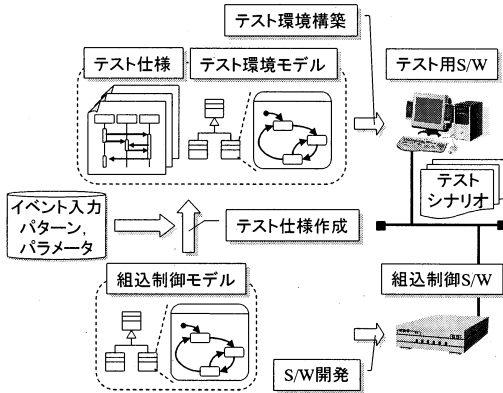 テスト環境構築
テスト仕様
テスト環境モデル
テスト用S/W
テスト
シナリオ
イベント入力
パターン,
パラメータ
テスト仕様作成
組込制御モデル
組込制御S/W
S/W開発